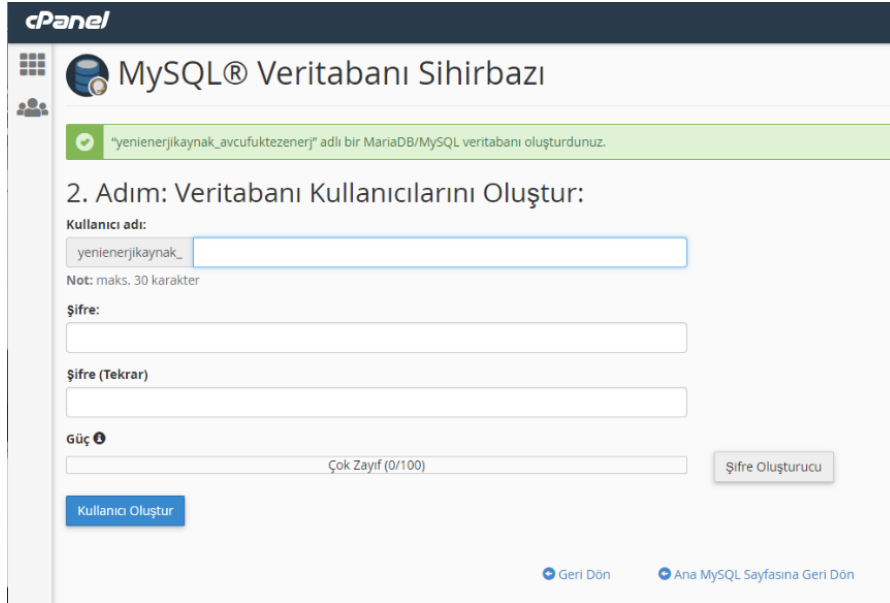 cPanel
MySQL® Veritabanı Sihirbazı
"yenienerjikaynak_avcufuktezenerj" adlı bir MariaDB/MySQL veritabanı oluşturdunuz.
2. Adım: Veritabanı Kullanıcılarını Oluştur:
Kullanıcı adı:
yenienerjikaynak_
Not: maks. 30 karakter
Şifre:
Şifre (Tekrar)
Güç
Çok Zayıf (0/100)
Şifre Oluşturucu
Kullanıcı Oluştur
Geri Dön
Ana MySQL Sayfasına Geri Dön